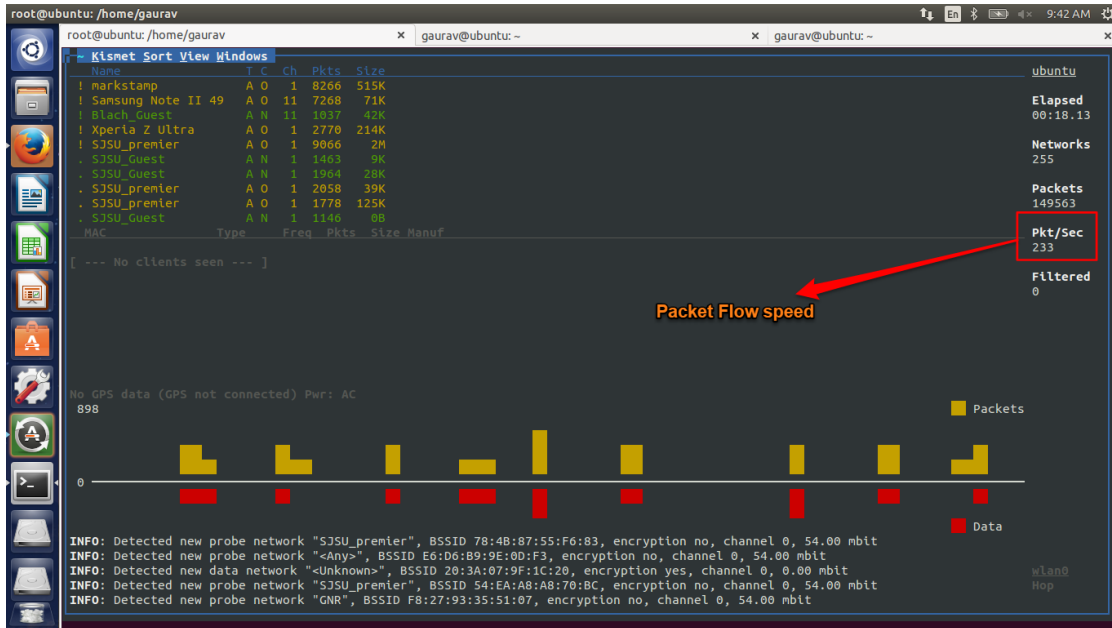 root@ubuntu: /home/gaurav
En 9:42 AM
root@ubuntu: /home/gaurav × gaurav@ubuntu: ~ × gaurav@ubuntu: ~ ×
~ Kismet Sort View Windows
Name T C Ch Pkts Size
! markstamp A O 1 8266 515K
! Samsung Note II 49 A O 11 7268 71K
! Blach_Guest A N 11 1037 42K
! Xperia Z Ultra A O 1 2770 214K
! SJSU_premier A O 1 9066 2M
. SJSU_Guest A N 1 1463 9K
. SJSU_Guest A N 1 1964 28K
. SJSU_premier A O 1 2058 39K
. SJSU_premier A O 1 1778 125K
. SJSU_Guest A N 1 1146 0B
MAC Type Freq Pkts Size Manuf
[ --- No clients seen --- ]
ubuntu
Elapsed
00:18.13
Networks
255
Packets
149563
Pkt/Sec
233
Filtered
0
Packet Flow speed
No GPS data (GPS not connected) Pwr: AC
898
Packets
0
Data
INFO: Detected new probe network "SJSU_premier", BSSID 78:4B:87:55:F6:83, encryption no, channel 0, 54.00 mbit
INFO: Detected new probe network "<Any>", BSSID E6:D6:B9:9E:0D:F3, encryption no, channel 0, 54.00 mbit
INFO: Detected new data network "<Unknown>", BSSID 20:3A:07:9F:1C:20, encryption yes, channel 0, 0.00 mbit
INFO: Detected new probe network "SJSU_premier", BSSID 54:EA:A8:A8:70:BC, encryption no, channel 0, 54.00 mbit
INFO: Detected new probe network "GNR", BSSID F8:27:93:35:51:07, encryption no, channel 0, 54.00 mbit
wlan0
Hop